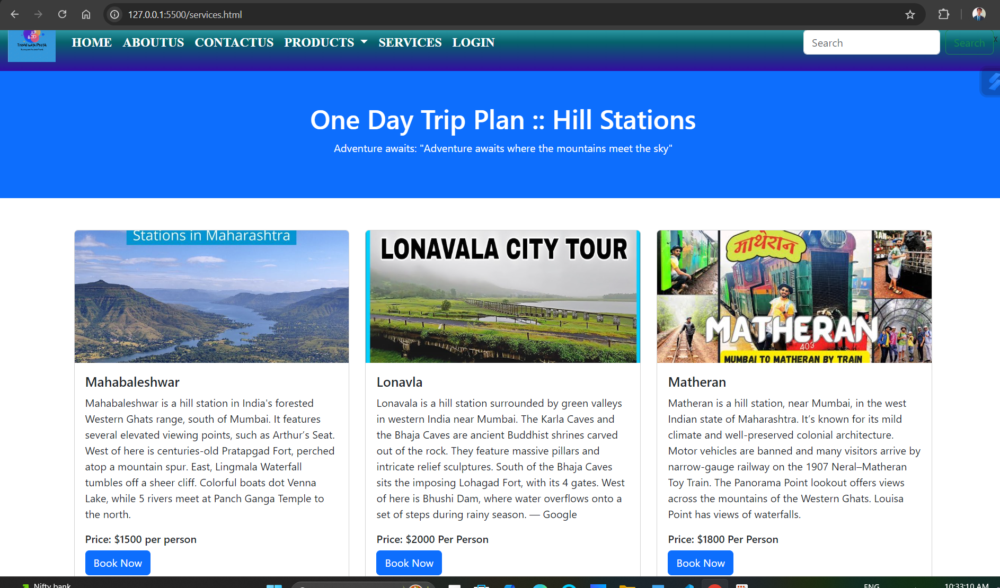 127.0.0.1:5500/services.html
Travel with Pratik
HOME ABOUTUS CONTACTUS PRODUCTS SERVICES LOGIN
Search
Search
x
One Day Trip Plan :: Hill Stations
Adventure awaits: "Adventure awaits where the mountains meet the sky"
Stations in Maharashtra
Mahabaleshwar
Mahabaleshwar is a hill station in India's forested
Western Ghats range, south of Mumbai. It features
several elevated viewing points, such as Arthur’s Seat.
West of here is centuries-old Pratapgad Fort, perched
atop a mountain spur. East, Lingmala Waterfall
tumbles off a sheer cliff. Colorful boats dot Venna
Lake, while 5 rivers meet at Panch Ganga Temple to
the north.
Price: $1500 per person
Book Now
LONAVALA CITY TOUR
Lonavla
Lonavala is a hill station surrounded by green valleys
in western India near Mumbai. The Karla Caves and
the Bhaja Caves are ancient Buddhist shrines carved
out of the rock. They feature massive pillars and
intricate relief sculptures. South of the Bhaja Caves
sits the imposing Lohagad Fort, with its 4 gates. West
of here is Bhushi Dam, where water overflows onto a
set of steps during rainy season. — Google
Price: $2000 Per Person
Book Now
माथेरान
MATHERAN
403
MUMBAI TO MATHERAN BY TRAIN
Matheran
Matheran is a hill station, near Mumbai, in the west
Indian state of Maharashtra. It’s known for its mild
climate and well-preserved colonial architecture.
Motor vehicles are banned and many visitors arrive by
narrow-gauge railway on the 1907 Neral–Matheran
Toy Train. The Panorama Point lookout offers views
across the mountains of the Western Ghats. Louisa
Point has views of waterfalls.
Price: $1800 Per Person
Book Now
Nifty bank
ENG
10:33:10 AM